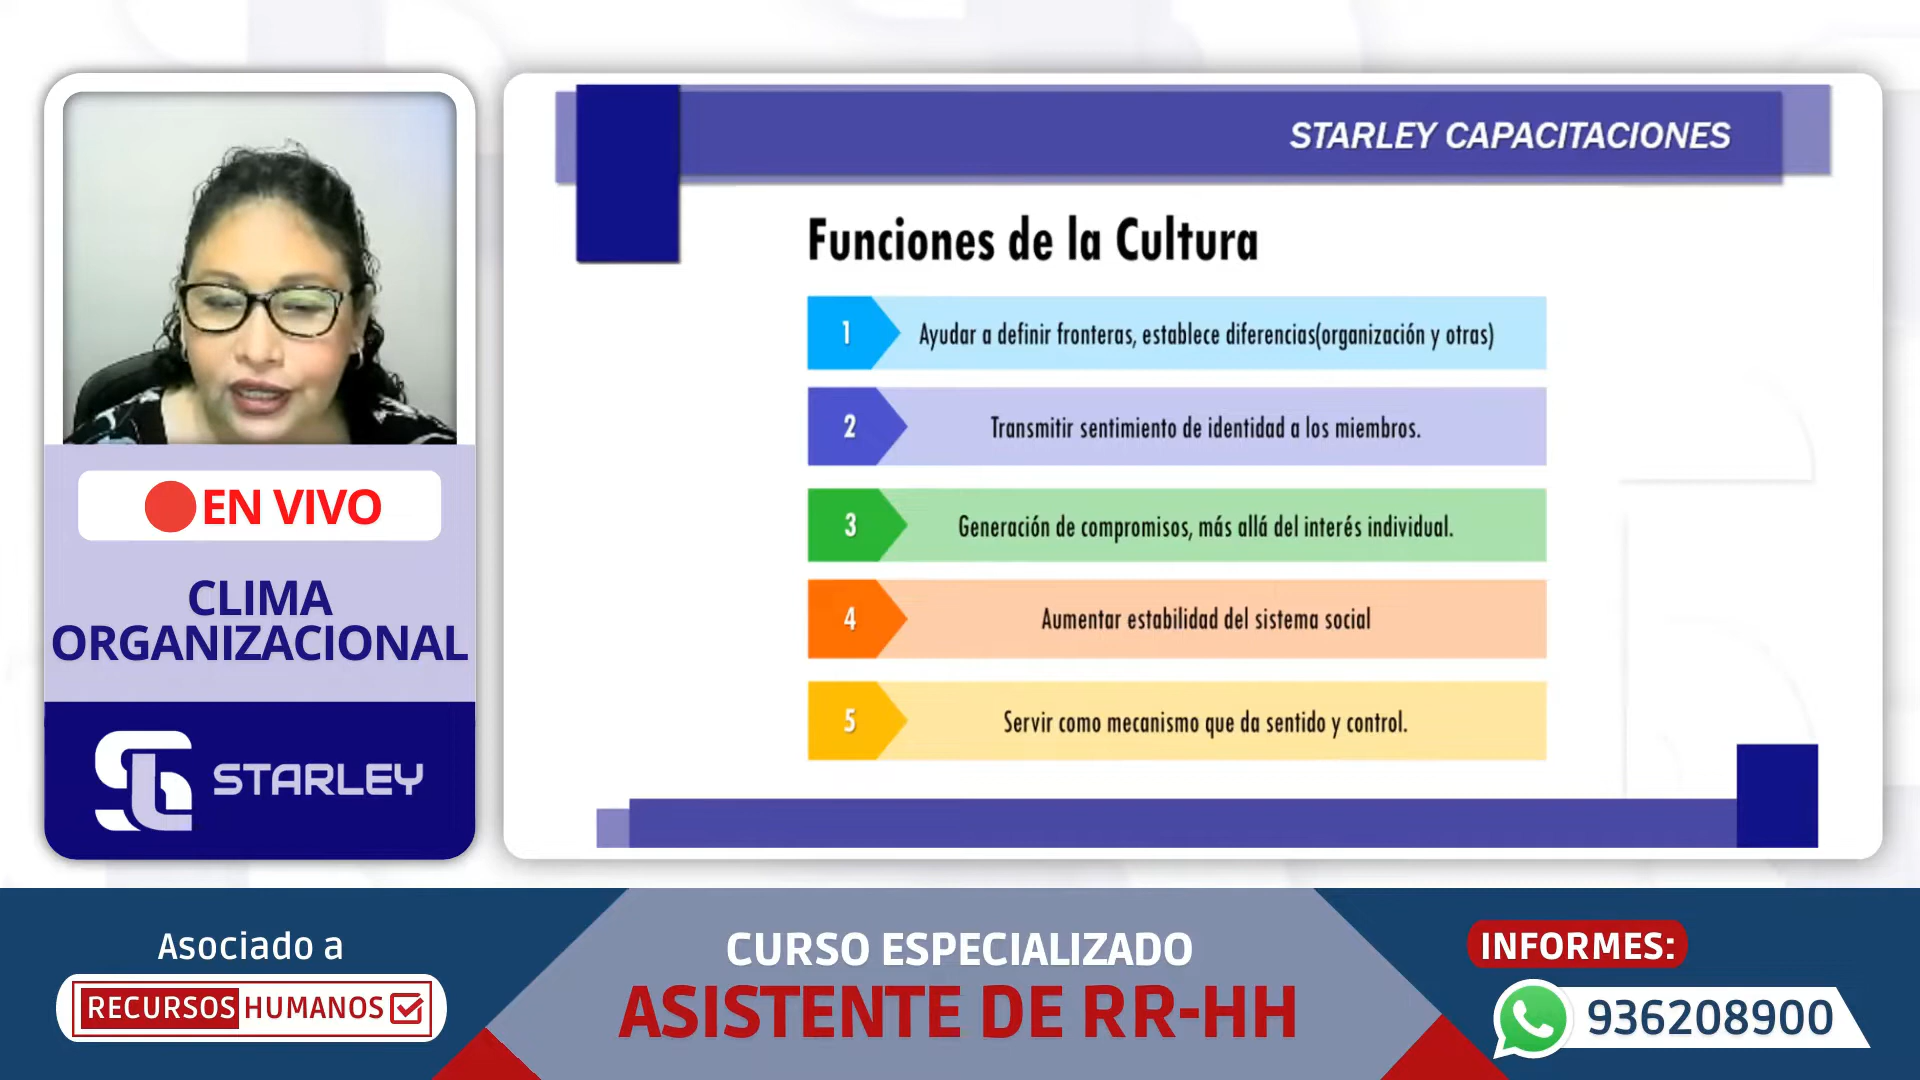 STARLEY CAPACITACIONES
Funciones de la Cultura
1
Ayudar a definir fronteras, establece diferencias(organización y otras)
2
Transmitir sentimiento de identidad a los miembros.
3
Generación de compromisos, más allá del interés individual.
4
Aumentar estabilidad del sistema social
5
Servir como mecanismo que da sentido y control.
EN VIVO
CLIMA
ORGANIZACIONAL
STARLEY
Asociado a
RECURSOS HUMANOS
CURSO ESPECIALIZADO
ASISTENTE DE RR-HH
INFORMES:
936208900